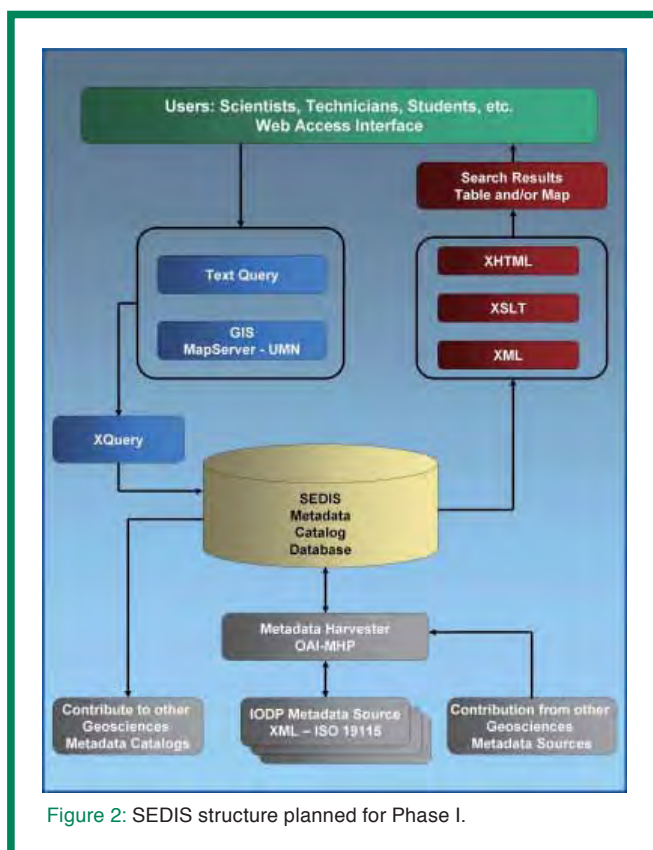 Users: Scientists, Technicians, Students, etc.
Web Access Interface
Search Results
Table and/or Map
XHTML
Text Query
XSLT
GIS
MapServer - UMN
XML
XQuery
SEDIS
Metadata
Catalog
Database
Metadata Harvester
OAI-MHP
Contribute to other
Geosciences
Metadata Catalogs
IODP Metadata Source
XML – ISO 19115
Contribution from other
Geosciences
Metadata Sources
Figure 2: SEDIS structure planned for Phase I.